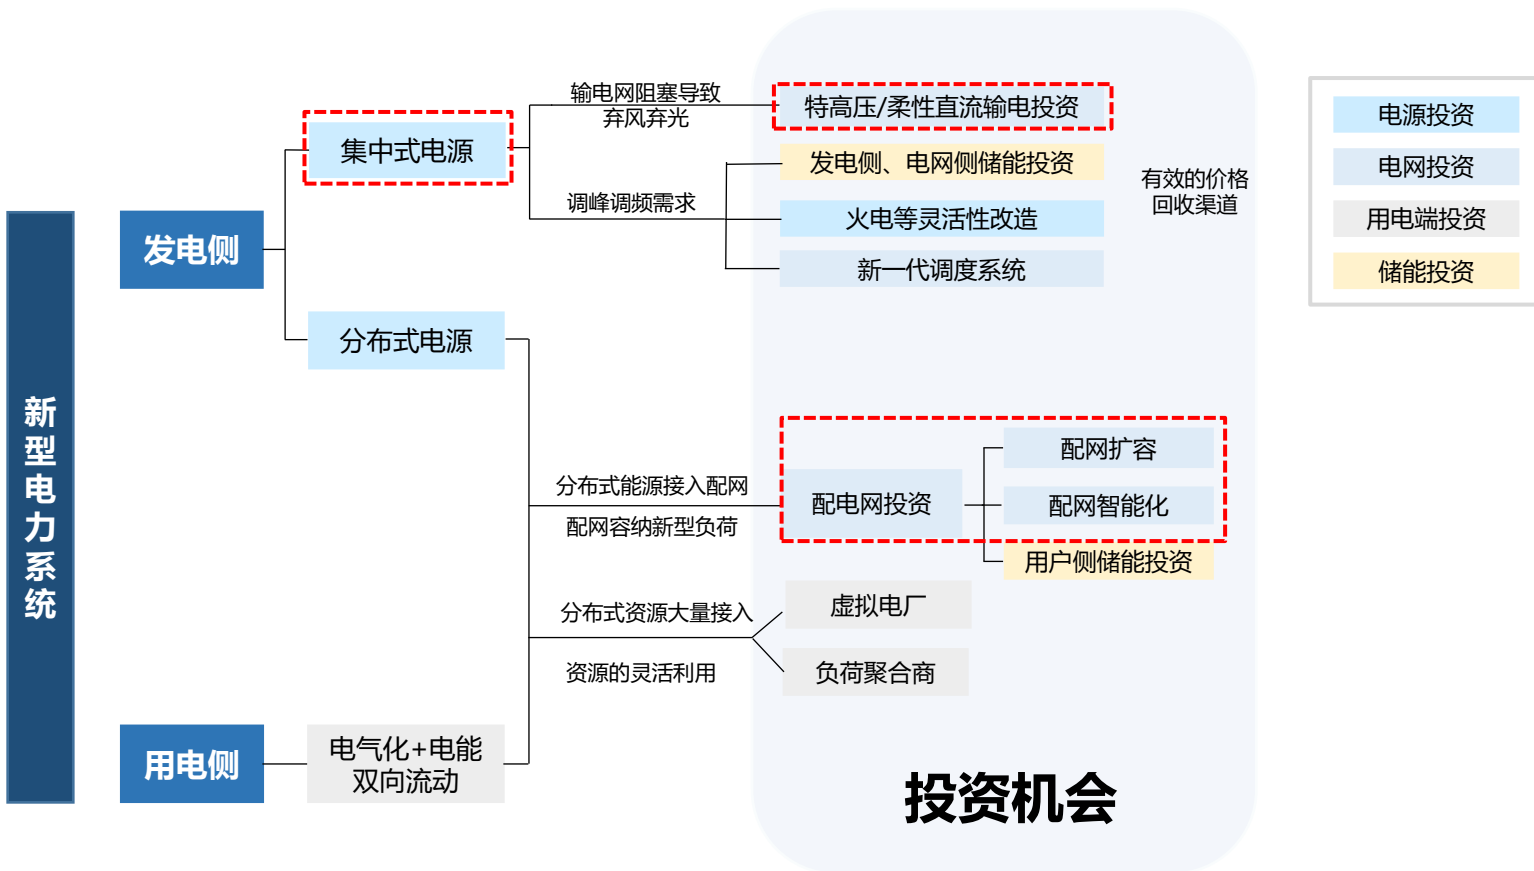 新型电力系统
发电侧
集中式电源
输电网阻塞导致
弃风弃光
特高压/柔性直流输电投资
调峰调频需求
发电侧、电网侧储能投资
火电等灵活性改造
新一代调度系统
有效的价格
回收渠道
分布式电源
分布式能源接入配网
配网容纳新型负荷
配电网投资
配网扩容
配网智能化
用户侧储能投资
分布式资源大量接入
资源的灵活利用
虚拟电厂
负荷聚合商
用电侧
电气化+电能
双向流动
投资机会
电源投资
电网投资
用电端投资
储能投资